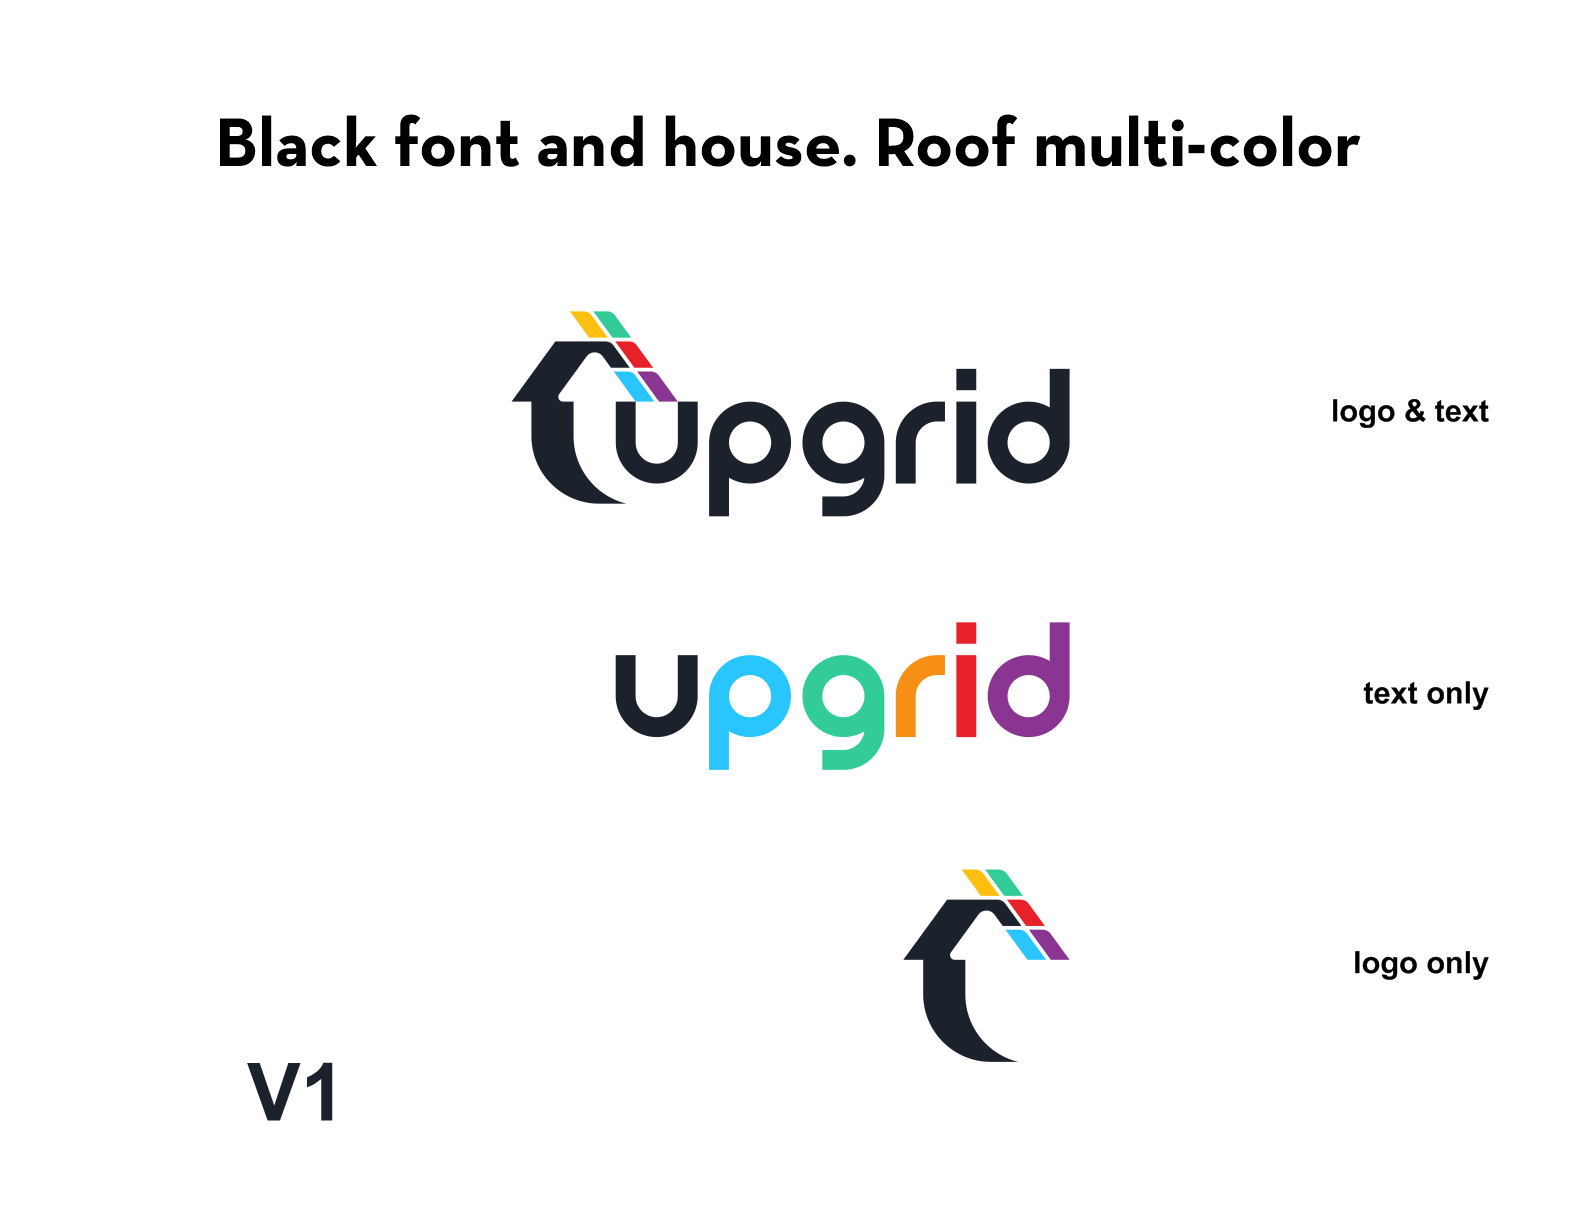 Black font and house. Roof multi-color
upgrid
logo & text
upgrid
text only
logo only
V1